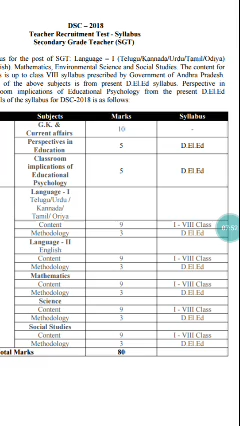 DSC – 2018
Teacher Recruitment Test - Syllabus
Secondary Grade Teacher (SGT)
us for the post of SGT: Language – I (Telugu/Kannada/Urdu/Tamil/Odiya)
lish), Mathematics, Environmental Science and Social Studies. The content for
s is up to class VIII syllabus prescribed by Government of Andhra Pradesh.
of the above subjects is from present D.El.Ed syllabus. Perspective in
room implications of Educational Psychology from the present D.El.Ed
ls of the syllabus for DSC-2018 is as follows:
Subjects Marks Syllabus
G.K. &
Current affairs 10 -
Perspectives in
Education 5 D.El.Ed
Classroom
implications of
Educational
Psychology 5 D.El.Ed
Language - I
Telugu/Urdu /
Kannada/
Tamil/ Oriya
Content 9 I - VIII Class
Methodology 3 D.El.Ed
Language - II
English
Content 9 I - VIII Class
Methodology 3 D.El.Ed
Mathematics
Content 9 I - VIII Class
Methodology 3 D.El.Ed
Science
Content 9 I - VIII Class
Methodology 3 D.El.Ed
Social Studies
Content 9 I - VIII Class
Methodology 3 D.El.Ed
otal Marks 80